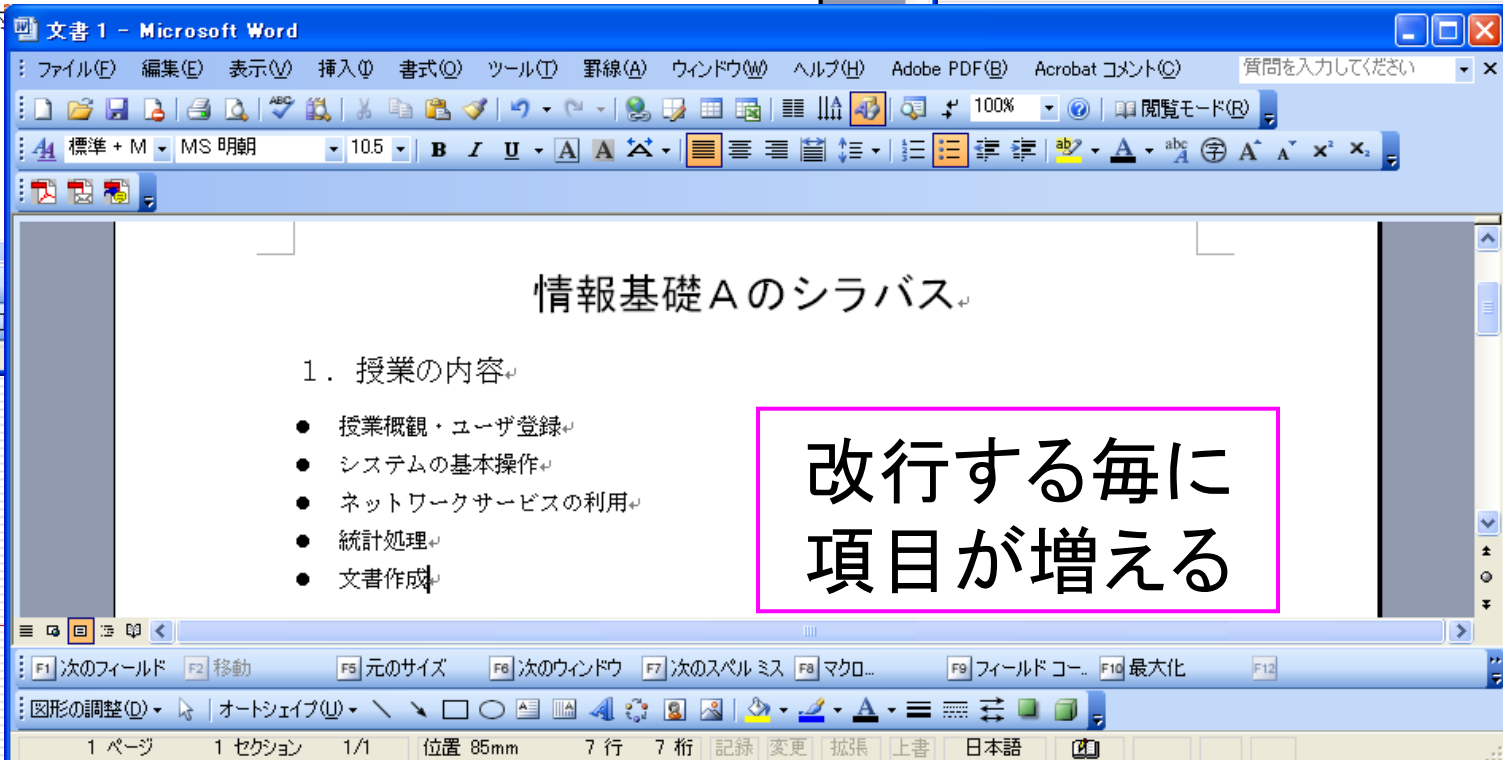 文書 1 - Microsoft Word
ファイル(F) 編集(E) 表示(V) 挿入(I) 書式(O) ツール(T) 罫線(A) ウィンドウ(W) ヘルプ(H) Adobe PDF(B) Acrobat コメント(C) 質問を入力してください
100% 閲覧モード(R)
標準 + M MS 明朝 10.5 B I U A A
情報基礎Aのシラバス
1. 授業の内容
● 授業概観・ユーザ登録
● システムの基本操作
● ネットワークサービスの利用
● 統計処理
● 文書作成
改行する毎に
項目が増える
F1 次のフィールド F2 移動 F5 元のサイズ F6 次のウィンドウ F7 次のスペル ミス F8 マクロ... F9 フィールド コー.. F10 最大化 F12
図形の調整(D) オートシェイプ(U)
1 ページ 1 セクション 1/1 位置 85mm 7 行 7 桁 記録 変更 拡張 上書 日本語